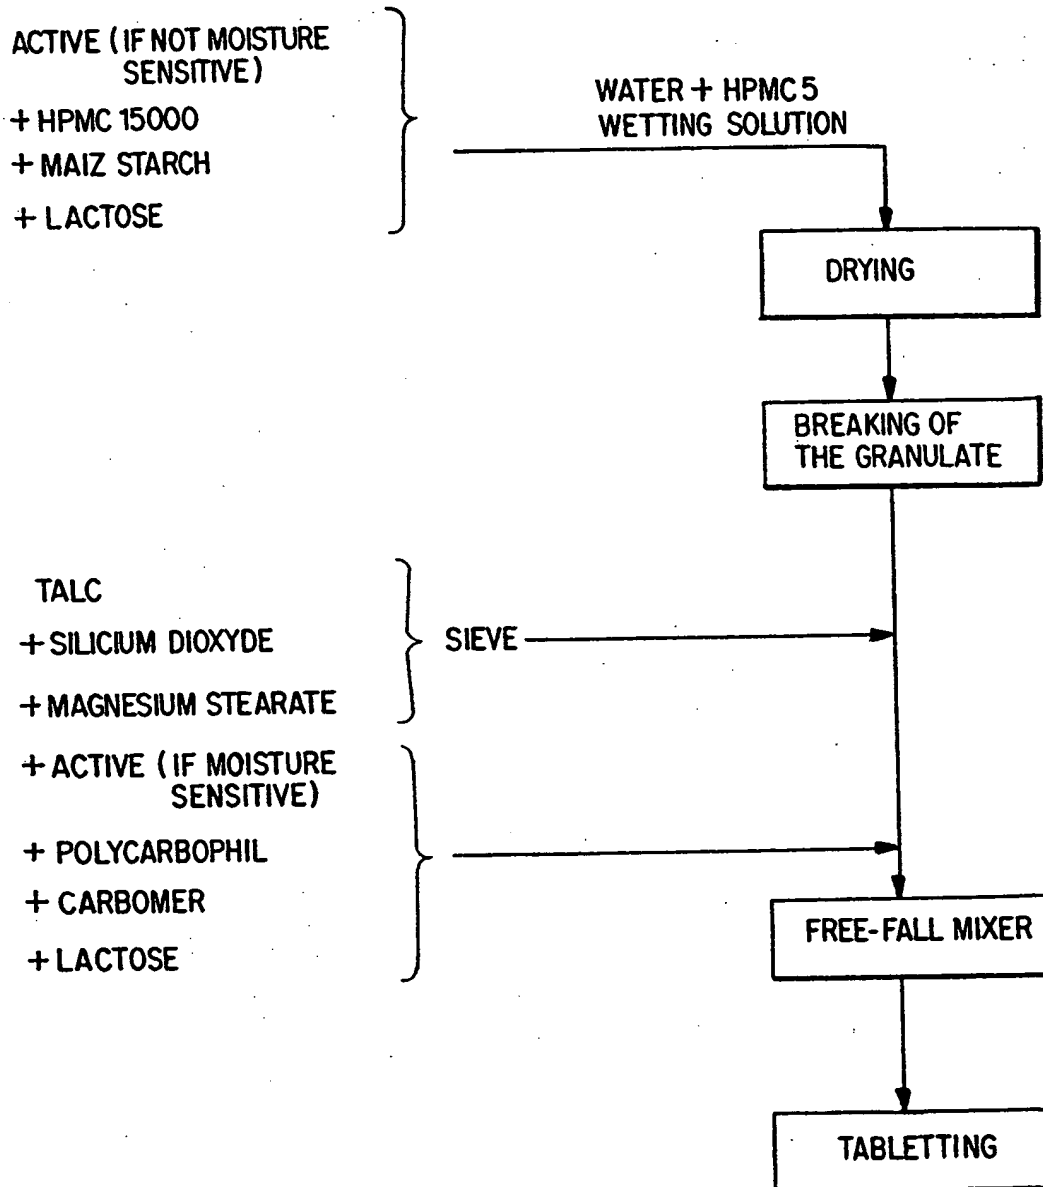 ACTIVE (IF NOT MOISTURE
SENSITIVE)
+ HPMC 15000
+ MAIZ STARCH
+ LACTOSE
WATER + HPMC 5
WETTING SOLUTION
DRYING
BREAKING OF
THE GRANULATE
TALC
+ SILICIUM DIOXYDE
+ MAGNESIUM STEARATE
SIEVE
+ ACTIVE (IF MOISTURE
SENSITIVE)
+ POLYCARBOPHIL
+ CARBOMER
+ LACTOSE
FREE-FALL MIXER
TABLETTING